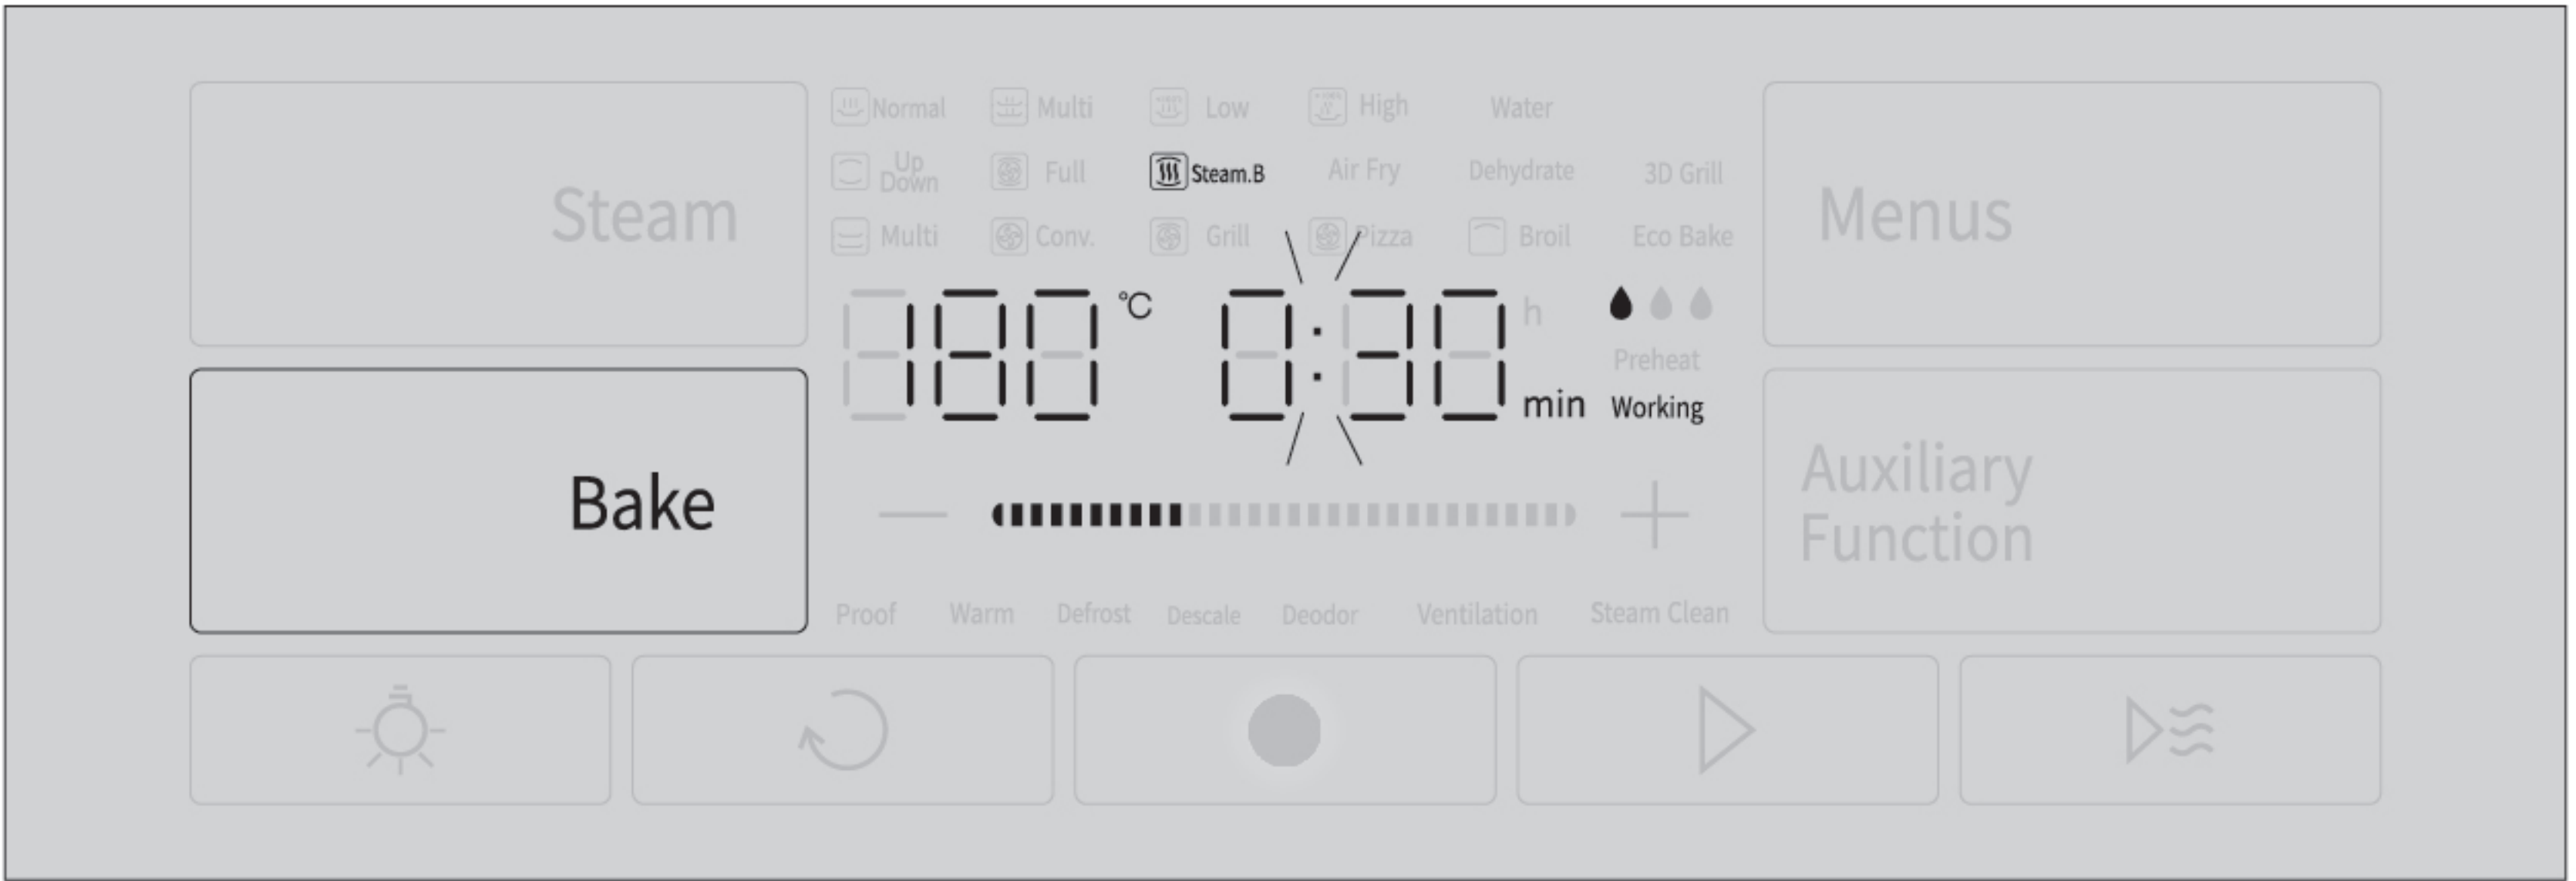 Normal Multi Low High Water
Up Down Full Steam.B Air Fry Dehydrate 3D Grill
Multi Conv. Grill Pizza Broil Eco Bake
Steam
Menus
180 °C 0:30 h min
Preheat
Working
Bake
Auxiliary
Function
Proof Warm Defrost Descale Deodor Ventilation Steam Clean